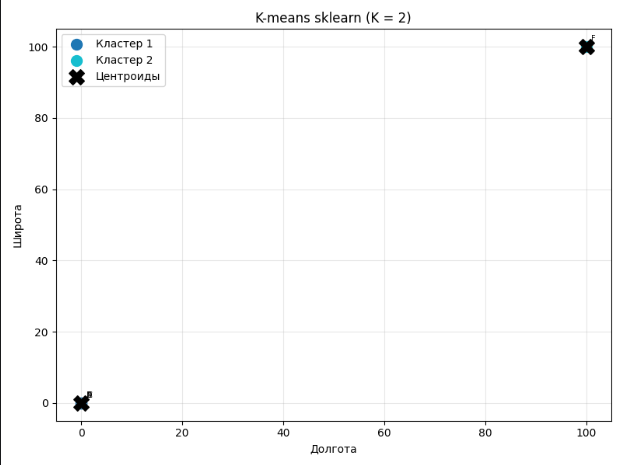 K-means sklearn (K = 2)
Кластер 1
Кластер 2
Центроиды
F
100
80
60
40
20
0
Широта
0 20 40 60 80 100
Долгота